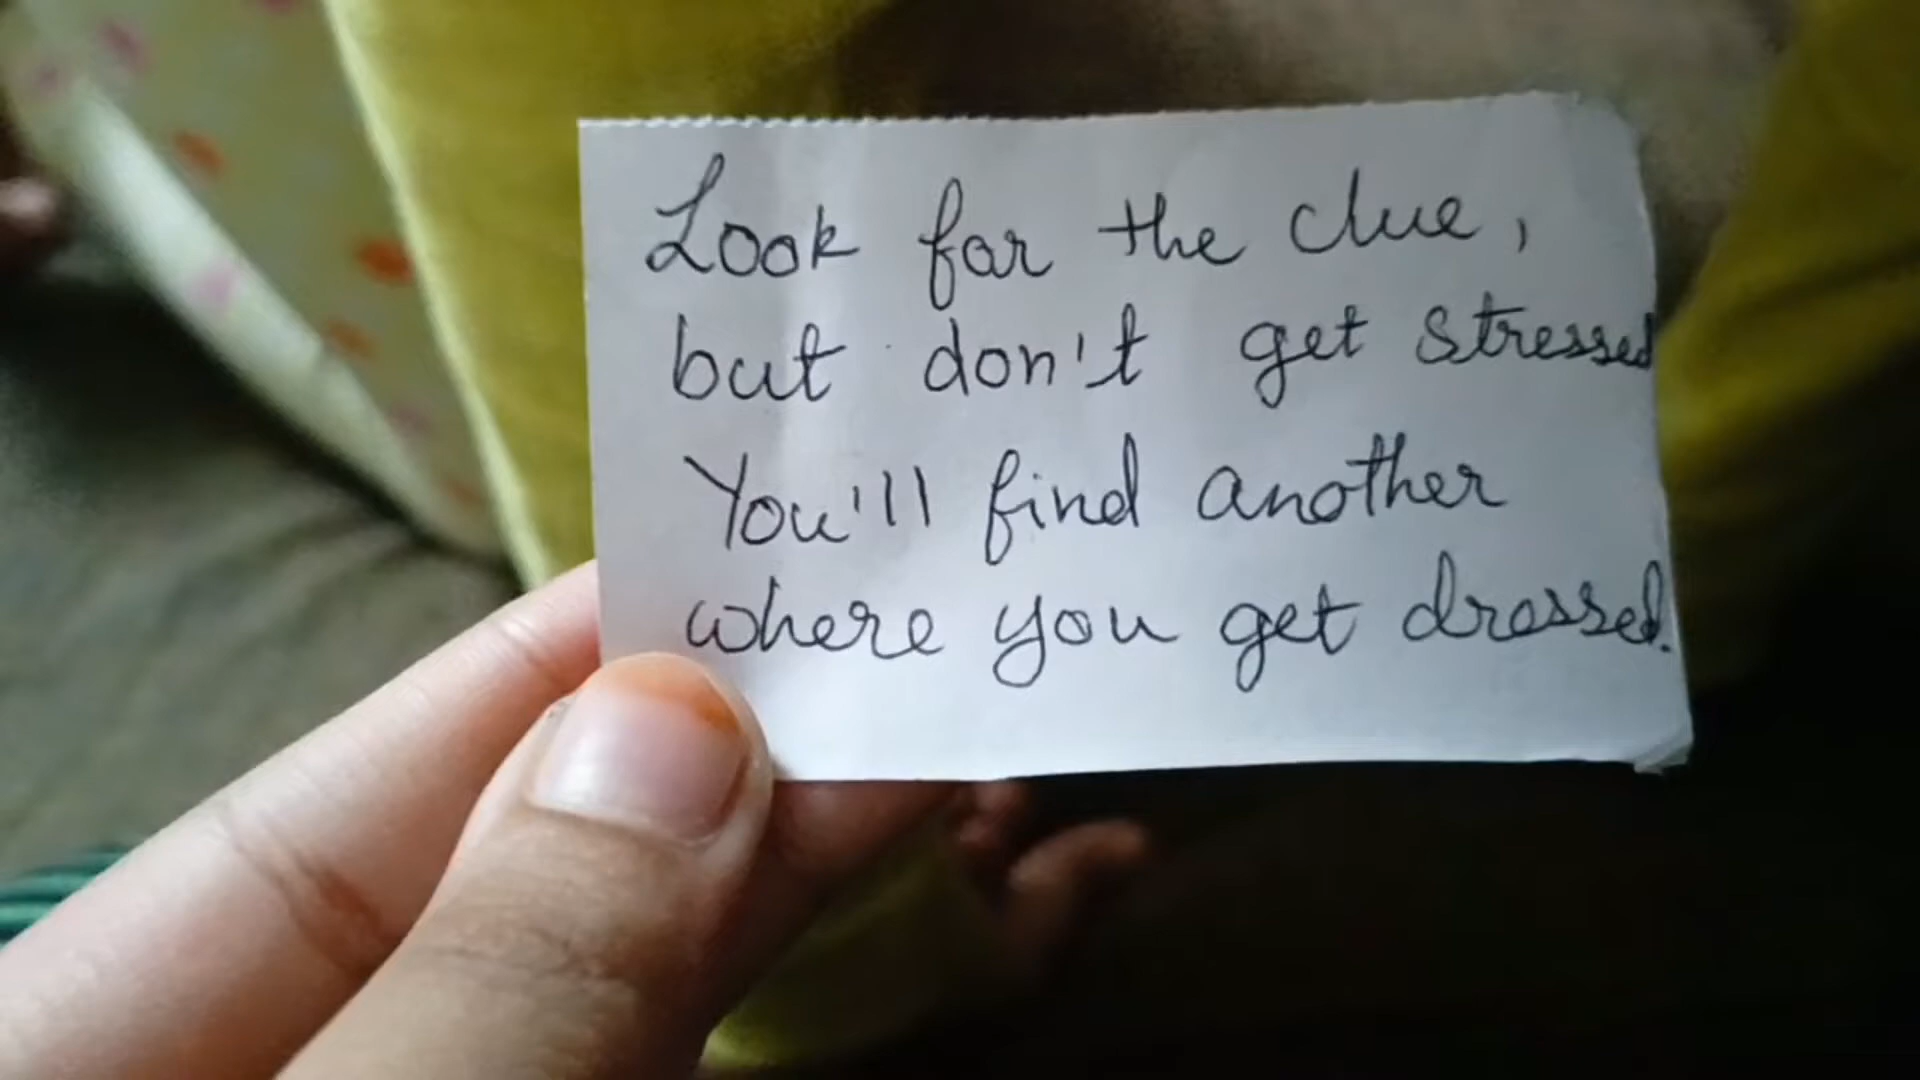 Look for the clue,
but don't get stressed
You'll find another
where you get dressed.